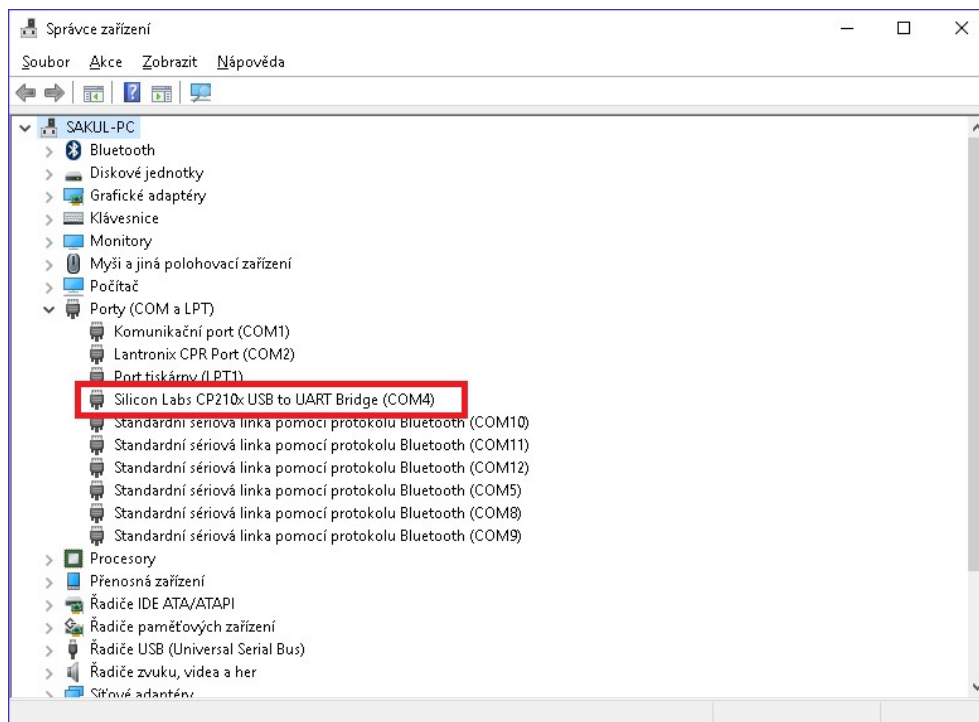 Správce zařízení
Soubor Akce Zobrazit Nápověda
SAKUL-PC
Bluetooth
Diskové jednotky
Grafické adaptéry
Klávesnice
Monitory
Myši a jiná polohovací zařízení
Počítač
Porty (COM a LPT)
Komunikační port (COM1)
Lantronix CPR Port (COM2)
Port tiskárny (LPT1)
Silicon Labs CP210x USB to UART Bridge (COM4)
Standardní sériová linka pomocí protokolu Bluetooth (COM10)
Standardní sériová linka pomocí protokolu Bluetooth (COM11)
Standardní sériová linka pomocí protokolu Bluetooth (COM12)
Standardní sériová linka pomocí protokolu Bluetooth (COM5)
Standardní sériová linka pomocí protokolu Bluetooth (COM8)
Standardní sériová linka pomocí protokolu Bluetooth (COM9)
Procesory
Přenosná zařízení
Řadiče IDE ATA/ATAPI
Řadiče paměťových zařízení
Řadiče USB (Universal Serial Bus)
Řadiče zvuku, videa a her
Síťové adaptéry